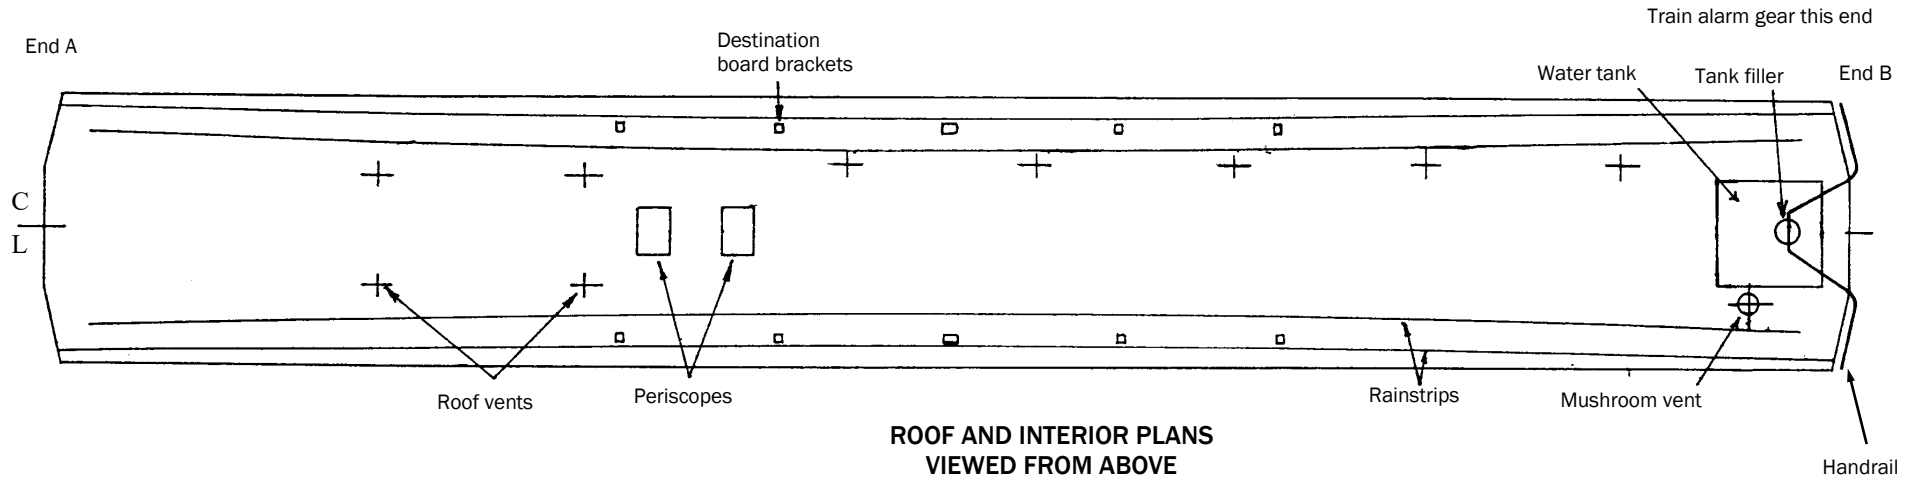 Train alarm gear this end
End A
Destination
board brackets
Water tank
Tank filler
End B
C
L
Roof vents
Periscopes
Rainstrips
Mushroom vent
ROOF AND INTERIOR PLANS
VIEWED FROM ABOVE
Handrail